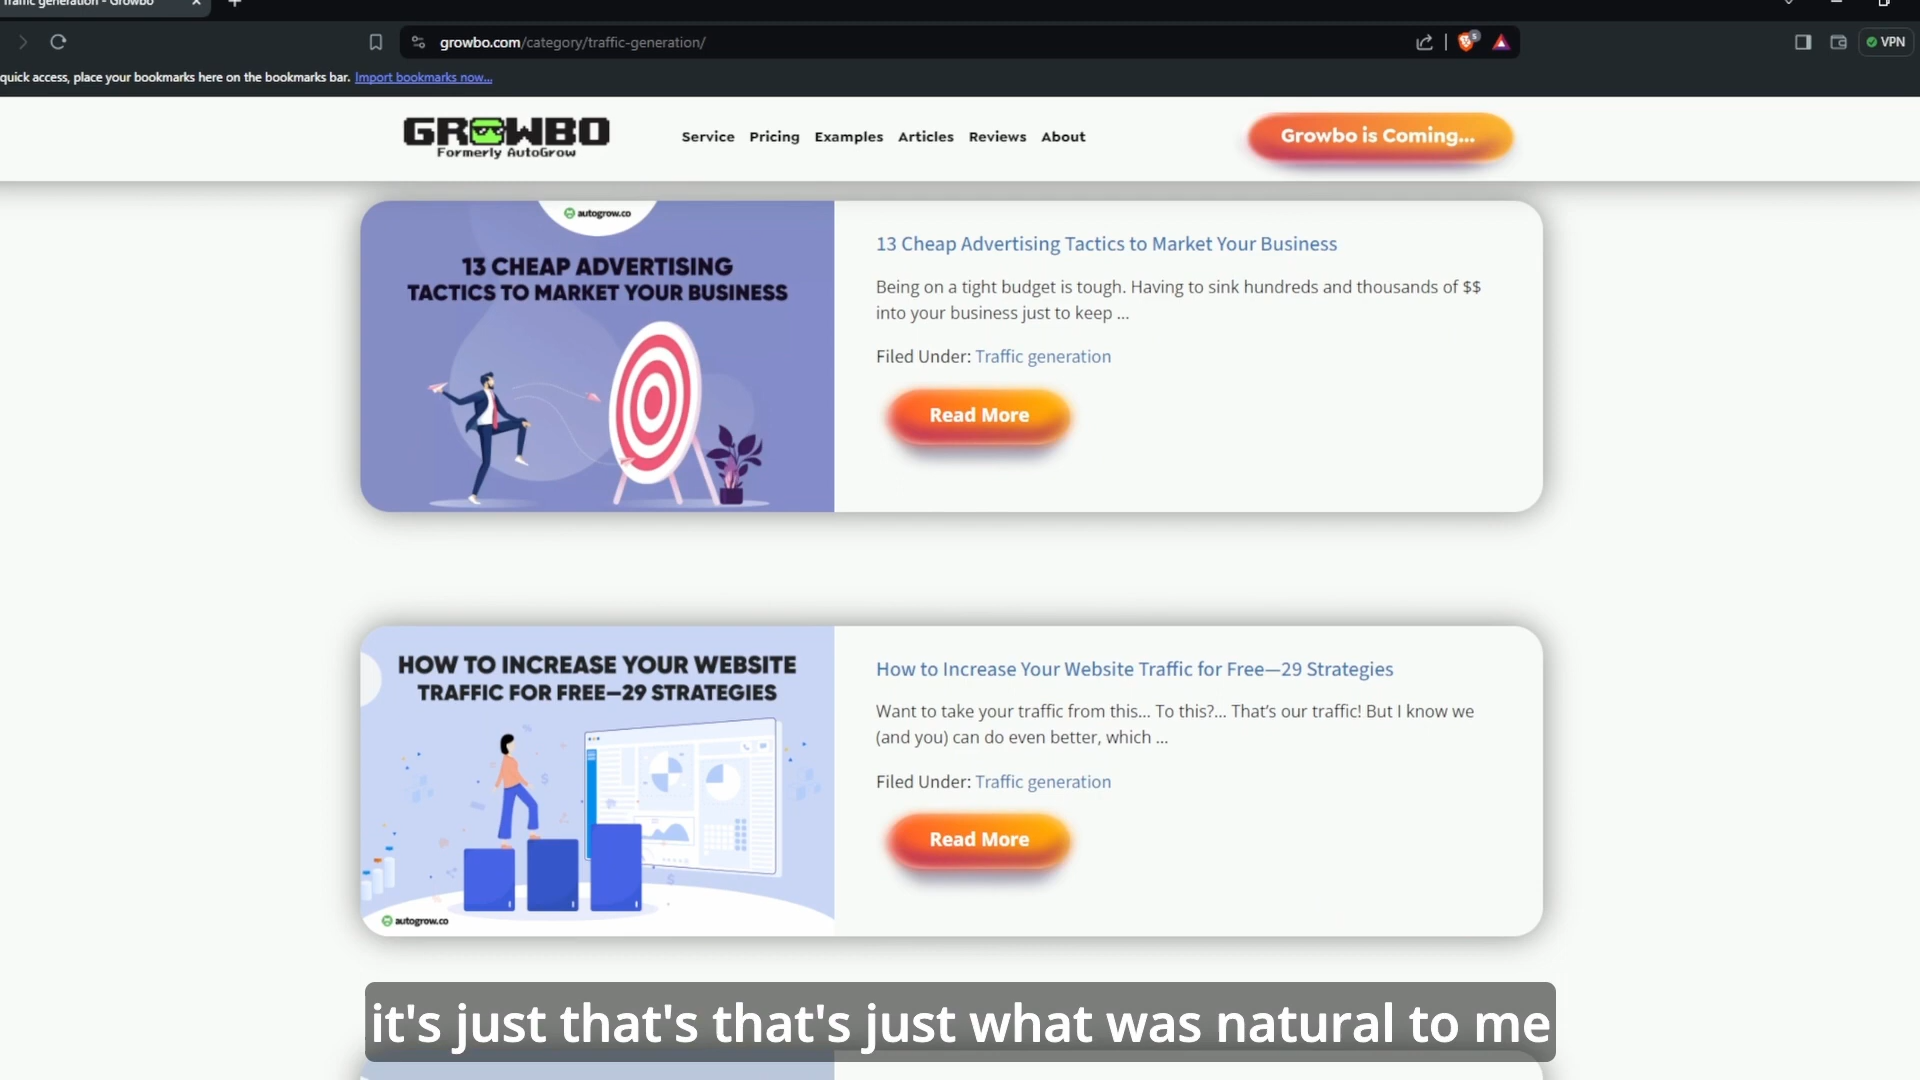 Traffic generation - Growbo
growbo.com/category/traffic-generation/
5
VPN
quick access, place your bookmarks here on the bookmarks bar. Import bookmarks now...
GROWBO
Formerly AutoGrow
Service Pricing Examples Articles Reviews About
Growbo is Coming...
autogrow.co
13 CHEAP ADVERTISING
TACTICS TO MARKET YOUR BUSINESS
13 Cheap Advertising Tactics to Market Your Business
Being on a tight budget is tough. Having to sink hundreds and thousands of $$
into your business just to keep ...
Filed Under: Traffic generation
Read More
HOW TO INCREASE YOUR WEBSITE
TRAFFIC FOR FREE—29 STRATEGIES
autogrow.co
How to Increase Your Website Traffic for Free—29 Strategies
Want to take your traffic from this... To this?... That's our traffic! But I know we
(and you) can do even better, which ...
Filed Under: Traffic generation
Read More
it's just that's that's just what was natural to me